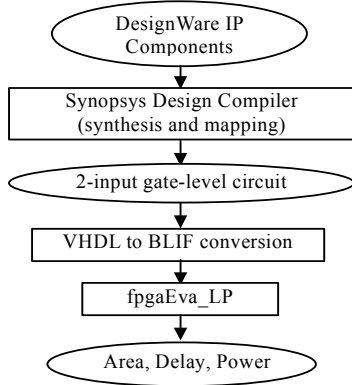 DesignWare IP
Components
Synopsys Design Compiler
(synthesis and mapping)
2-input gate-level circuit
VHDL to BLIF conversion
fpgaEva_LP
Area, Delay, Power